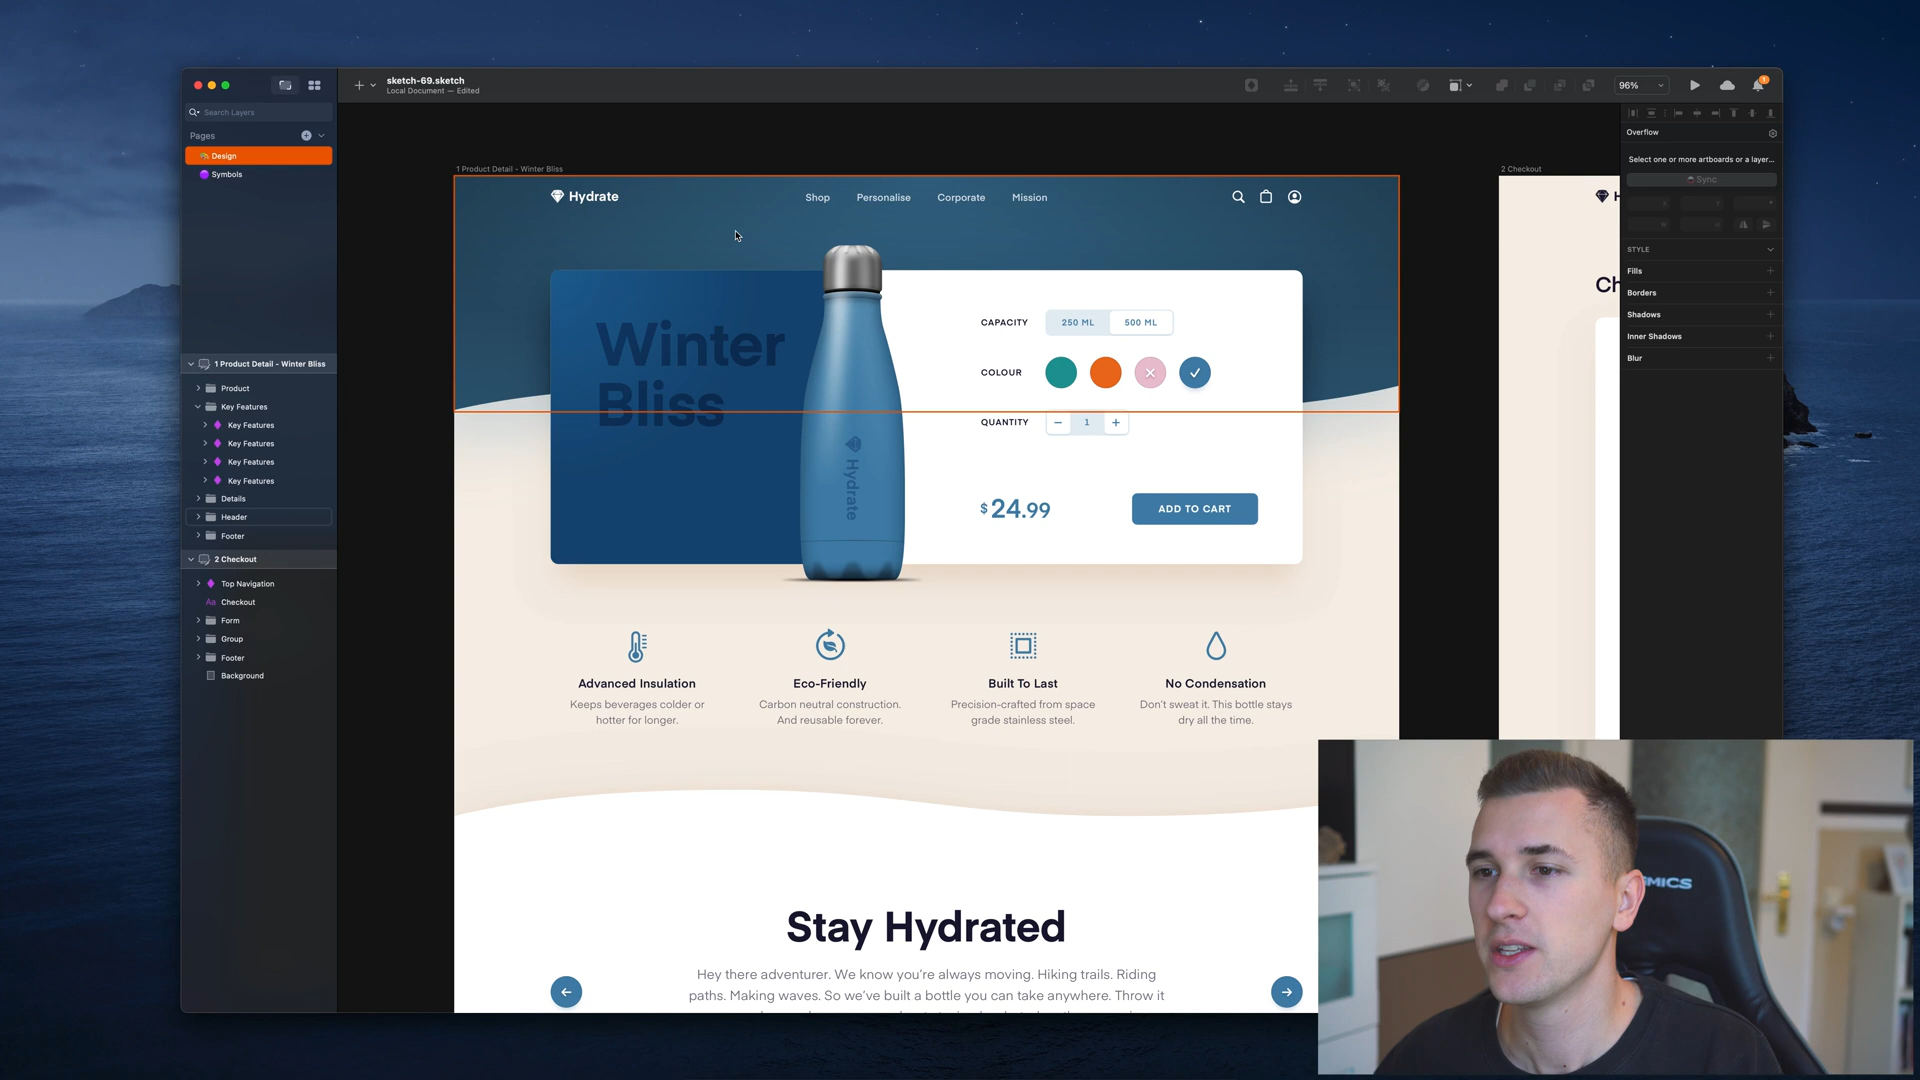 sketch-69.sketch
Local Document — Edited
96%
1
Search Layers
Pages
Design
Symbols
1 Product Detail - Winter Bliss
Product
Key Features
Key Features
Key Features
Key Features
Key Features
Details
Header
Footer
2 Checkout
Top Navigation
Aa Checkout
Form
Group
Footer
Background
1 Product Detail - Winter Bliss
Hydrate
Shop
Personalise
Corporate
Mission
Winter
Bliss
Hydrate
CAPACITY
250 ML
500 ML
COLOUR
QUANTITY
− 1 +
$24.99
ADD TO CART
Advanced Insulation
Keeps beverages colder or
hotter for longer.
Eco-Friendly
Carbon neutral construction.
And reusable forever.
Built To Last
Precision-crafted from space
grade stainless steel.
No Condensation
Don't sweat it. This bottle stays
dry all the time.
Stay Hydrated
Hey there adventurer. We know you're always moving. Hiking trails. Riding
paths. Making waves. So we've built a bottle you can take anywhere. Throw it
2 Checkout
H
Ch
Overflow
Select one or more artboards or a layer...
Sync
STYLE
Fills
Borders
Shadows
Inner Shadows
Blur
MICS